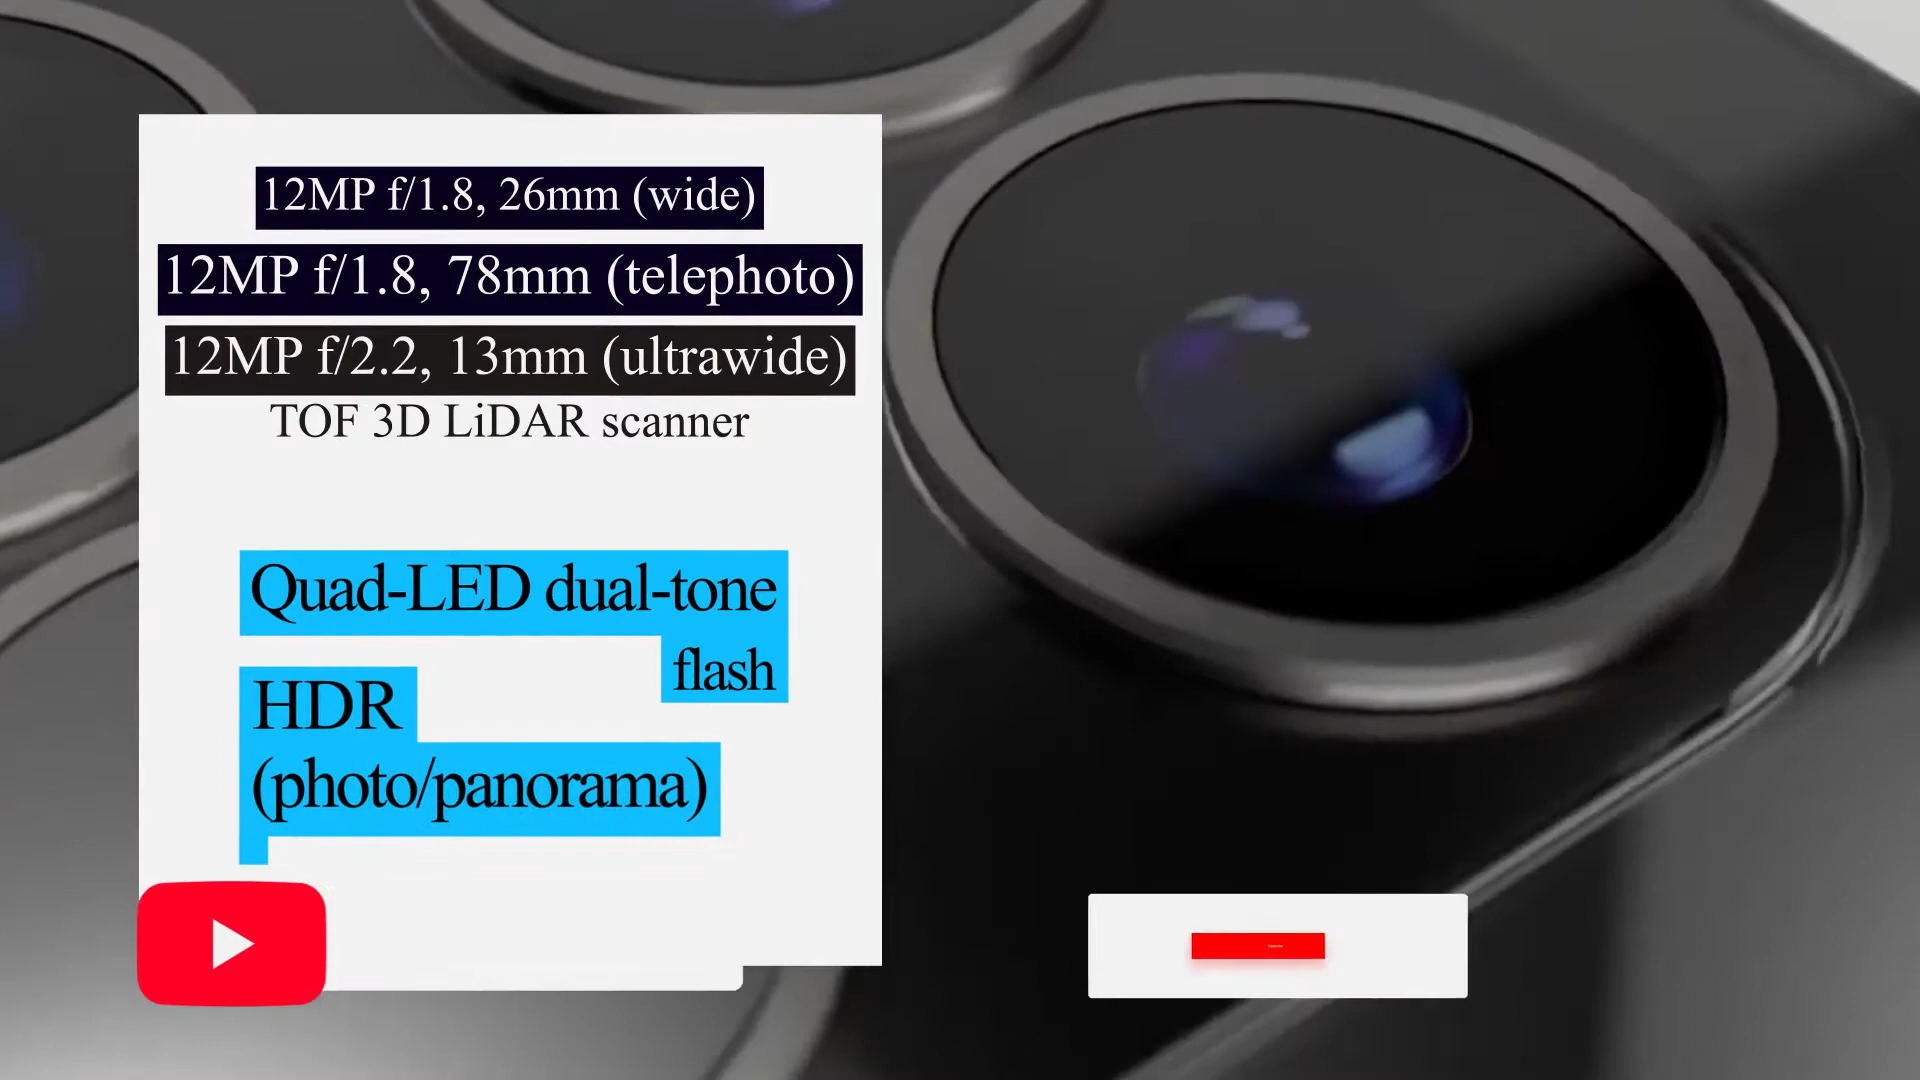 12MP f/1.8, 26mm (wide)
12MP f/1.8, 78mm (telephoto)
12MP f/2.2, 13mm (ultrawide)
TOF 3D LiDAR scanner
Quad-LED dual-tone
flash
HDR
(photo/panorama)